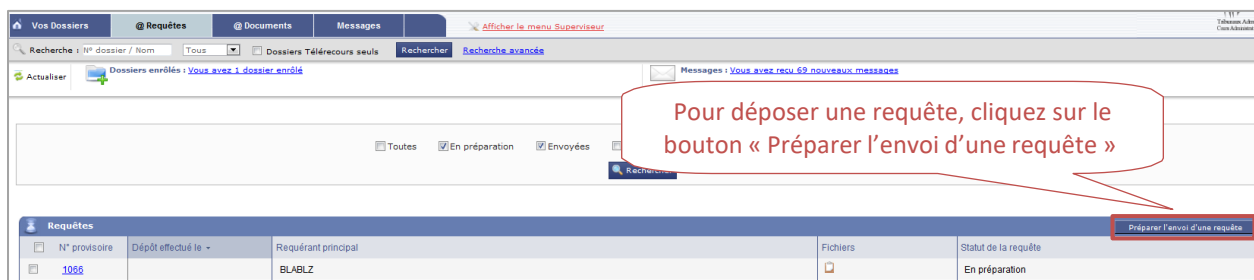 Vos Dossiers @ Requêtes @ Documents Messages Afficher le menu Superviseur
Recherche : N° dossier / Nom Tous Dossiers Télérecours seuls Rechercher Recherche avancée
Actualiser Dossiers enrôlés : Vous avez 1 dossier enrôlé Messages : Vous avez recu 69 nouveaux messages
Pour déposer une requête, cliquez sur le
bouton « Préparer l'envoi d'une requête »
Toutes En préparation Envoyées
Requêtes Préparer l'envoi d'une requête
N° provisoire Dépôt effectué le Requérant principal Fichiers Statut de la requête
1066 BLABLZ En préparation